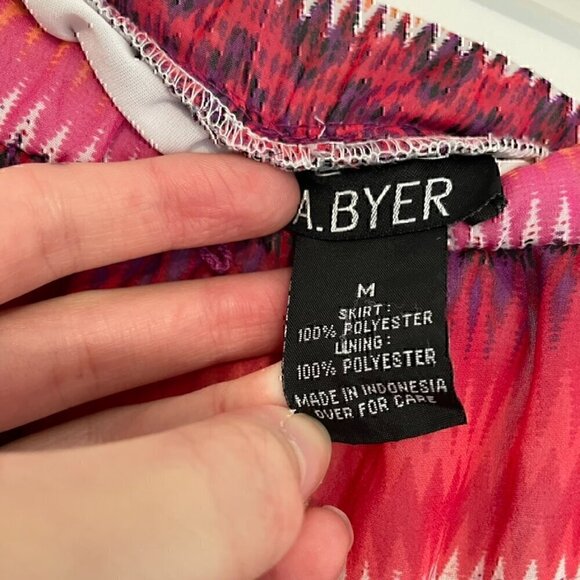 A.BYER
M
SKIRT:
100% POLYESTER
LINING:
100% POLYESTER
MADE IN INDONESIA
OVER FOR CARE